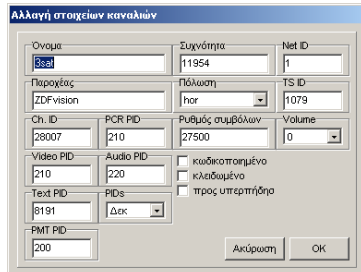 Αλλαγή στοιχείων καναλιών
Όνομα
3sat
Συχνότητα
11954
Net ID
1
Παροχέας
ZDFvision
Πόλωση
hor
TS ID
1079
Ch. ID
28007
PCR PID
210
Ρυθμός συμβόλων
27500
Volume
0
Video PID
210
Audio PID
220
κωδικοποιημένο
κλειδωμένο
προς υπερπήδησ
Text PID
8191
PIDs
Δεκ
PMT PID
200
Ακύρωση
OK